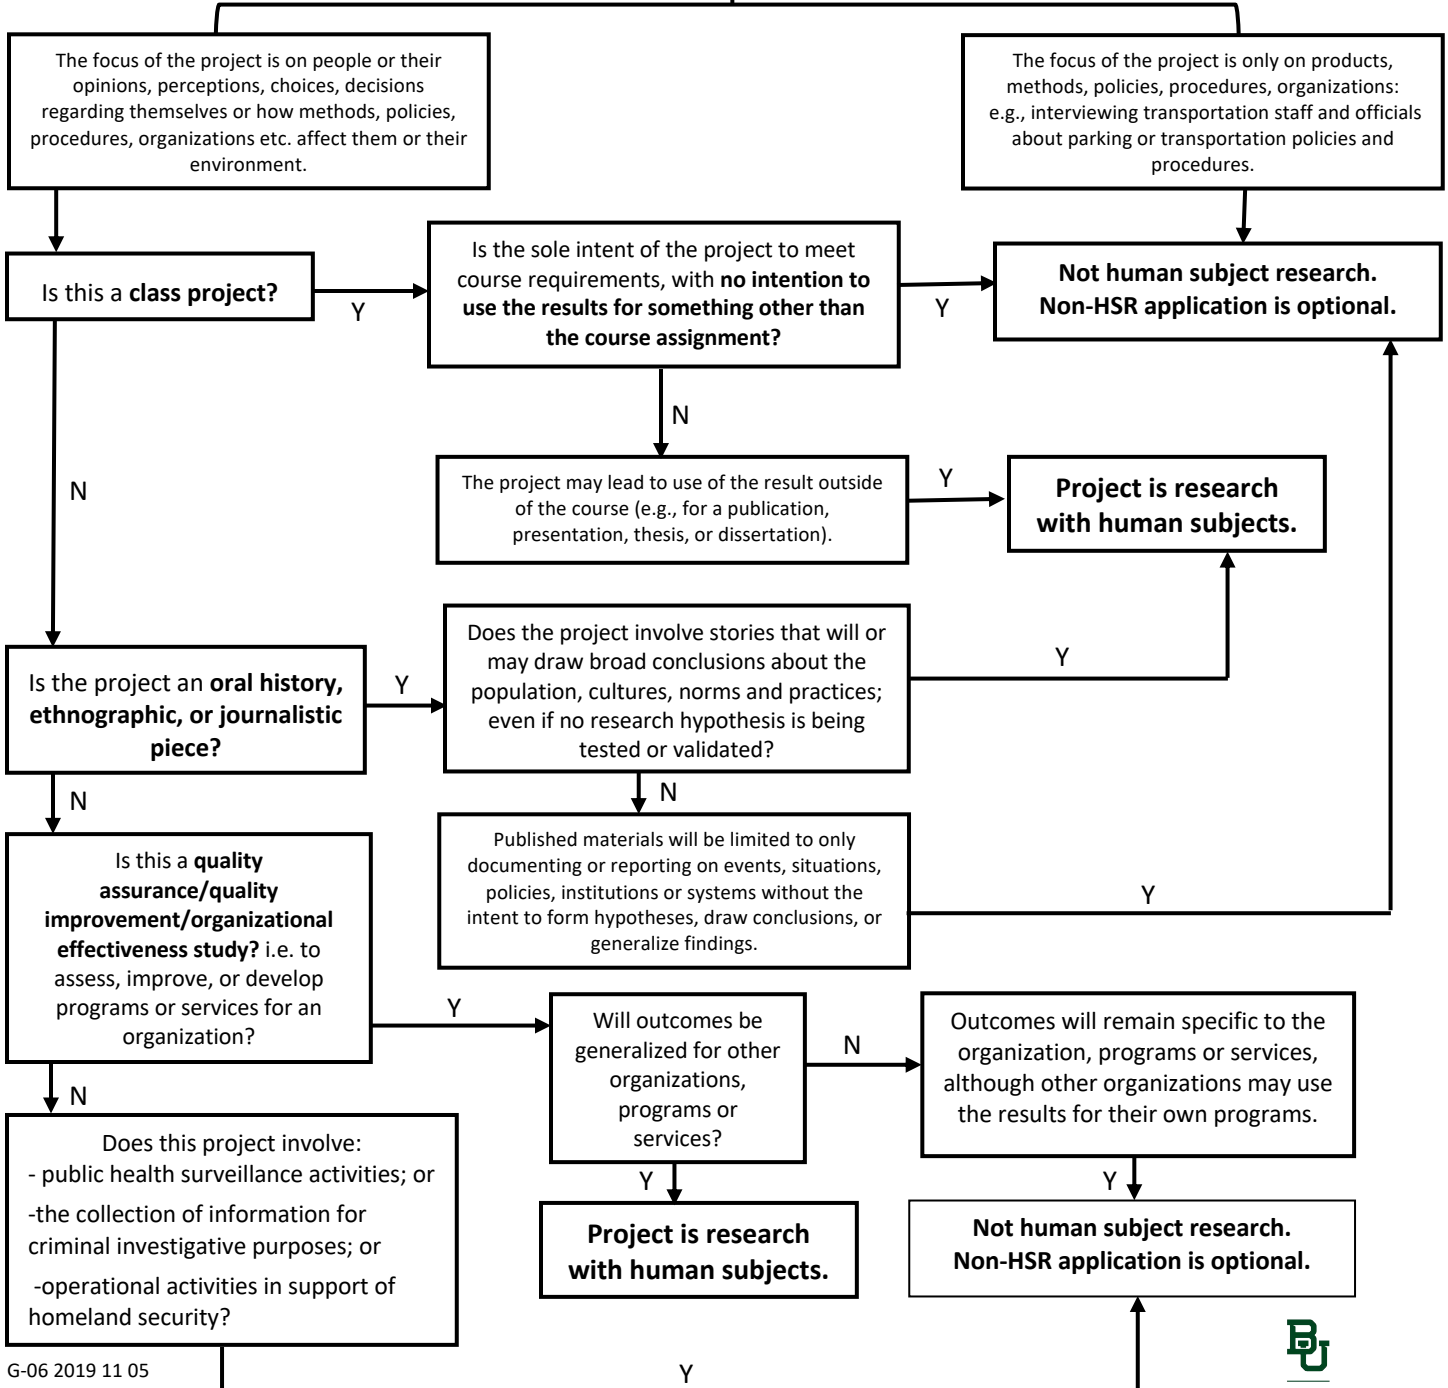 The focus of the project is on people or their
opinions, perceptions, choices, decisions
regarding themselves or how methods, policies,
procedures, organizations etc. affect them or their
environment.
The focus of the project is only on products,
methods, policies, procedures, organizations:
e.g., interviewing transportation staff and officials
about parking or transportation policies and
procedures.
Is this a class project?
Y
Is the sole intent of the project to meet
course requirements, with no intention to
use the results for something other than
the course assignment?
Y
Not human subject research.
Non-HSR application is optional.
N
N
The project may lead to use of the result outside
of the course (e.g., for a publication,
presentation, thesis, or dissertation).
Y
Project is research
with human subjects.
Is the project an oral history,
ethnographic, or journalistic
piece?
Y
Does the project involve stories that will or
may draw broad conclusions about the
population, cultures, norms and practices;
even if no research hypothesis is being
tested or validated?
Y
N
N
Published materials will be limited to only
documenting or reporting on events, situations,
policies, institutions or systems without the
intent to form hypotheses, draw conclusions, or
generalize findings.
Y
Is this a quality
assurance/quality
improvement/organizational
effectiveness study? i.e. to
assess, improve, or develop
programs or services for an
organization?
Y
Will outcomes be
generalized for other
organizations,
programs or
services?
N
Outcomes will remain specific to the
organization, programs or services,
although other organizations may use
the results for their own programs.
N
Y
Y
Does this project involve:
- public health surveillance activities; or
-the collection of information for
criminal investigative purposes; or
-operational activities in support of
homeland security?
Project is research
with human subjects.
Not human subject research.
Non-HSR application is optional.
G-06 2019 11 05
Y
BU